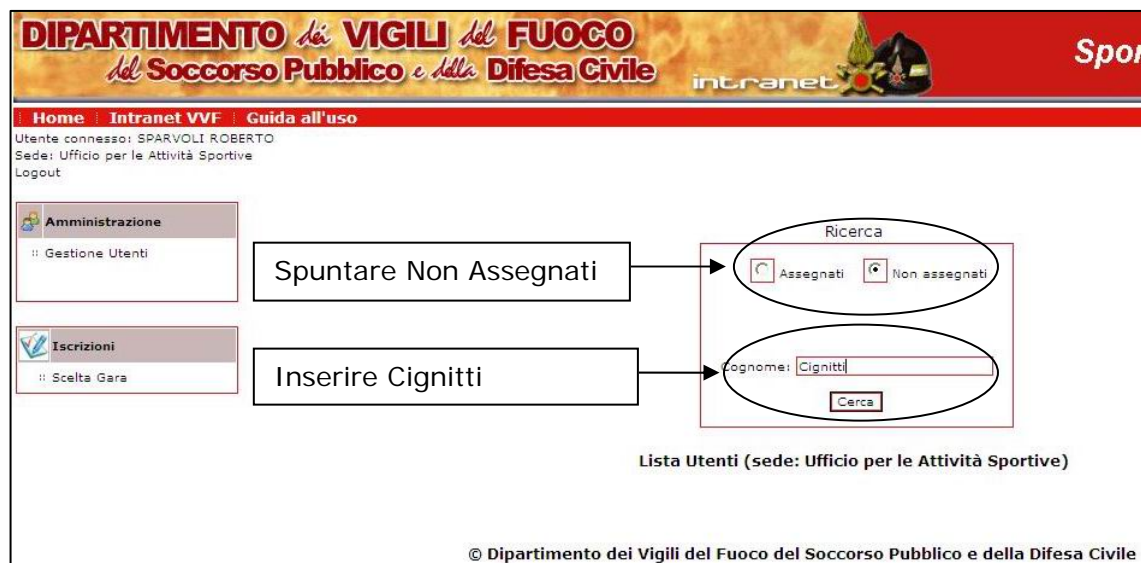 DIPARTIMENTO dei VIGILI del FUOCO
del Soccorso Pubblico e della Difesa Civile
intranet
Home | Intranet VVF | Guida all'uso
Utente connesso: SPARVOLI ROBERTO
Sede: Ufficio per le Attività Sportive
Logout
Amministrazione
:: Gestione Utenti
Iscrizioni
:: Scelta Gara
Spuntare Non Assegnati
Inserire Cignitti
Ricerca
Assegnati Non assegnati
Cognome: Cignitti
Cerca
Lista Utenti (sede: Ufficio per le Attività Sportive)
© Dipartimento dei Vigili del Fuoco del Soccorso Pubblico e della Difesa Civile